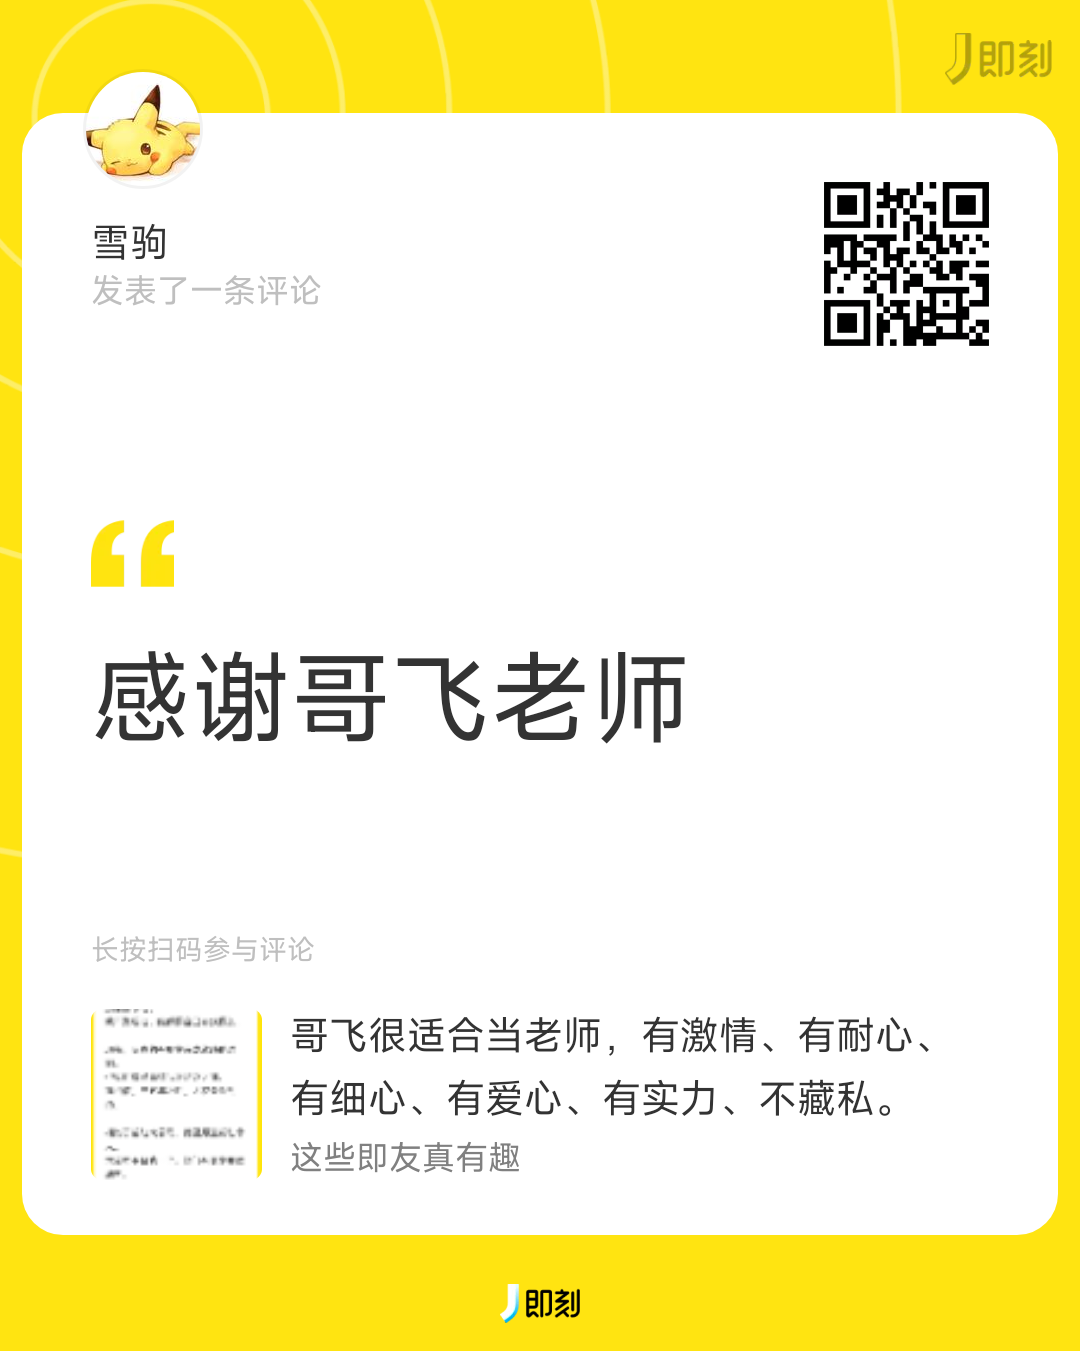 即刻
雪驹
发表了一条评论
感谢哥飞老师
长按扫码参与评论
哥飞很适合当老师，有激情、有耐心、
有细心、有爱心、有实力、不藏私。
这些即友真有趣
即刻